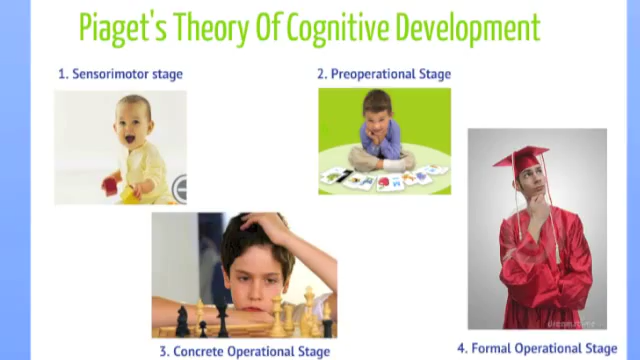 Piaget's Theory Of Cognitive Development
1. Sensorimotor stage
2. Preoperational Stage
3. Concrete Operational Stage
4. Formal Operational Stage